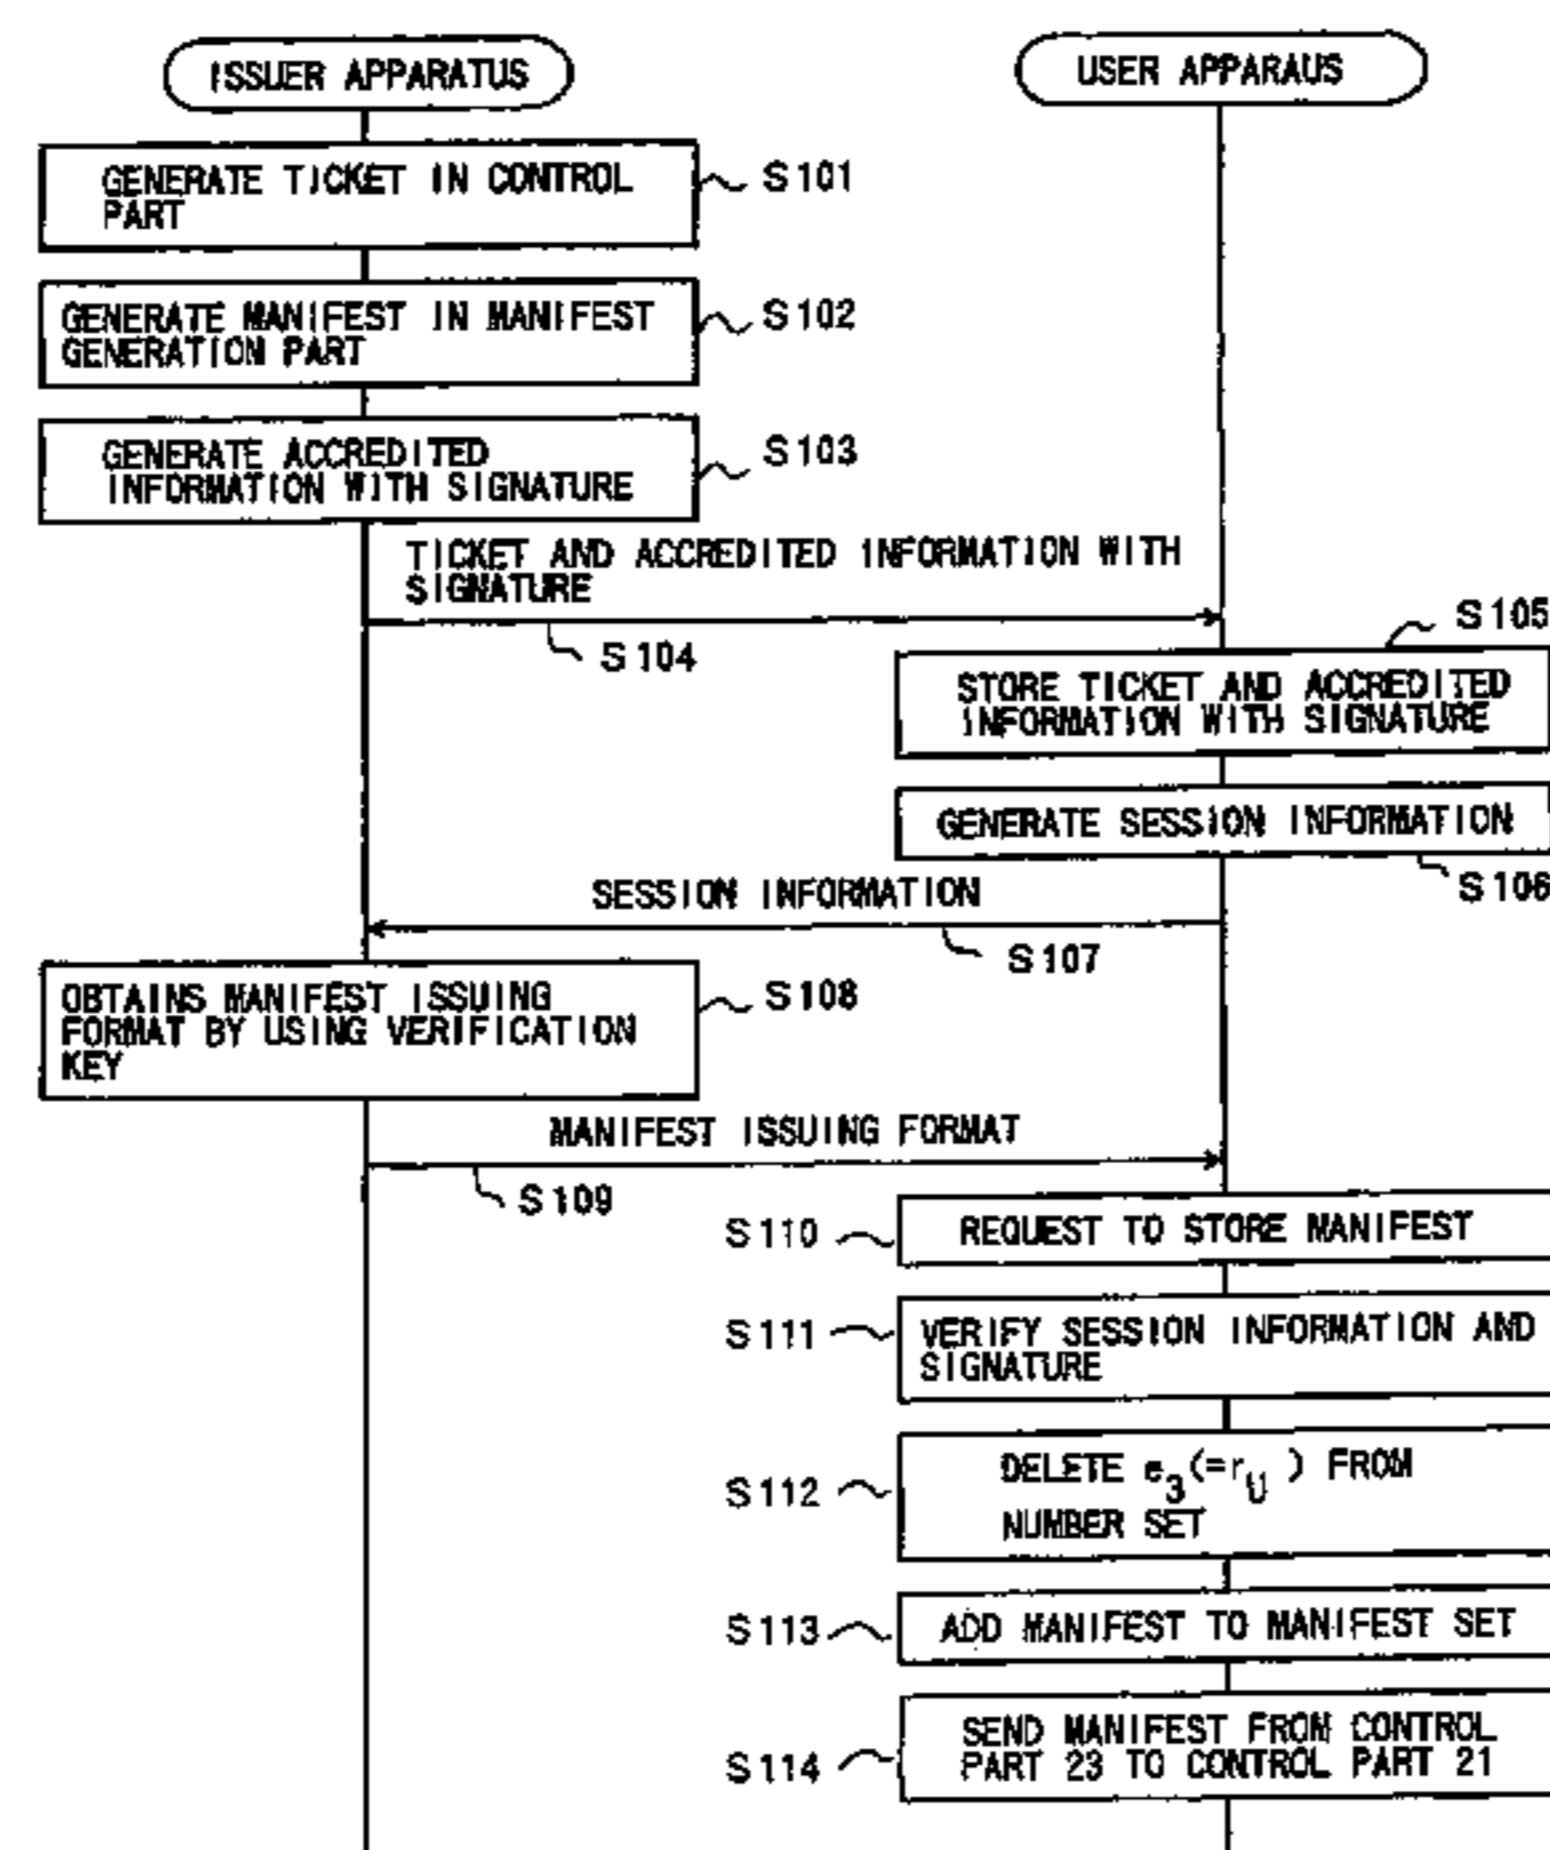 ISSUER APPARATUS
USER APPARAUS
GENERATE TICKET IN CONTROL
PART
S101
GENERATE MANIFEST IN MANIFEST
GENERATION PART
S102
GENERATE ACCREDITED
INFORMATION WITH SIGNATURE
S103
TICKET AND ACCREDITED INFORMATION WITH
SIGNATURE
S104
S105
STORE TICKET AND ACCREDITED
INFORMATION WITH SIGNATURE
GENERATE SESSION INFORMATION
S106
SESSION INFORMATION
S107
OBTAINS MANIFEST ISSUING
FORMAT BY USING VERIFICATION
KEY
S108
MANIFEST ISSUING FORMAT
S109
S110
REQUEST TO STORE MANIFEST
S111
VERIFY SESSION INFORMATION AND
SIGNATURE
S112
DELETE e3(=rU ) FROM
NUMBER SET
S113
ADD MANIFEST TO MANIFEST SET
S114
SEND MANIFEST FROM CONTROL
PART 23 TO CONTROL PART 21